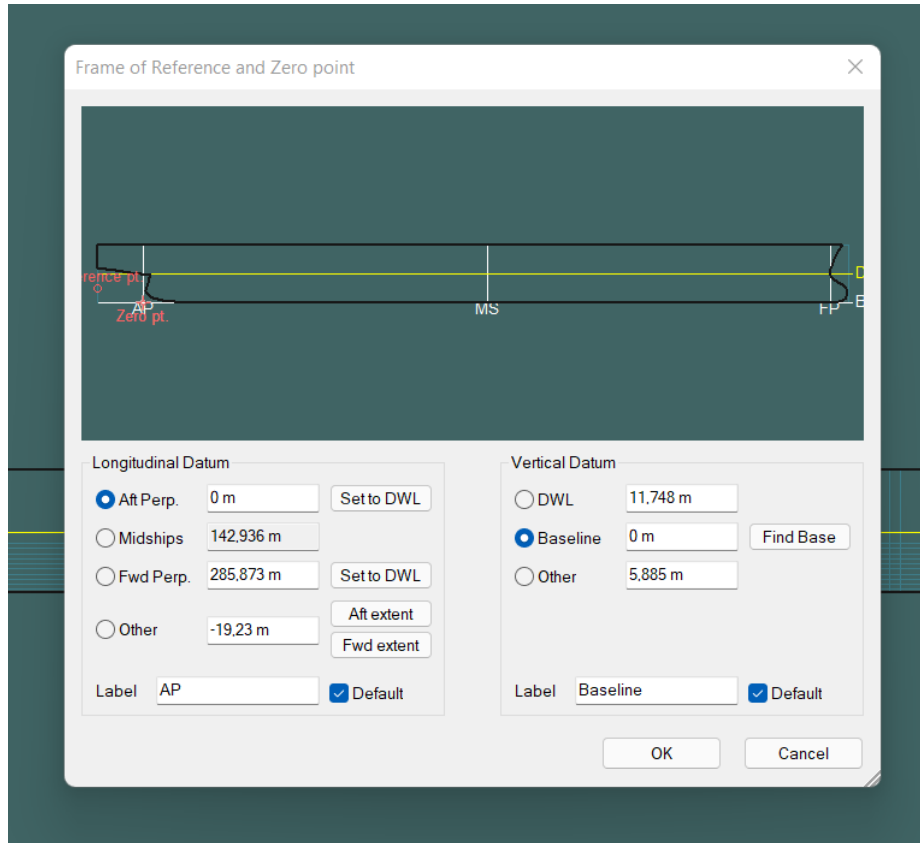 Frame of Reference and Zero point
rence pt.
D
AP
MS
FP
B
Zero pt.
Longitudinal Datum
Aft Perp. 0 m Set to DWL
Midships 142,936 m
Fwd Perp. 285,873 m Set to DWL
Aft extent
Other -19,23 m
Fwd extent
Label AP Default
Vertical Datum
DWL 11,748 m
Baseline 0 m Find Base
Other 5,885 m
Label Baseline Default
OK Cancel